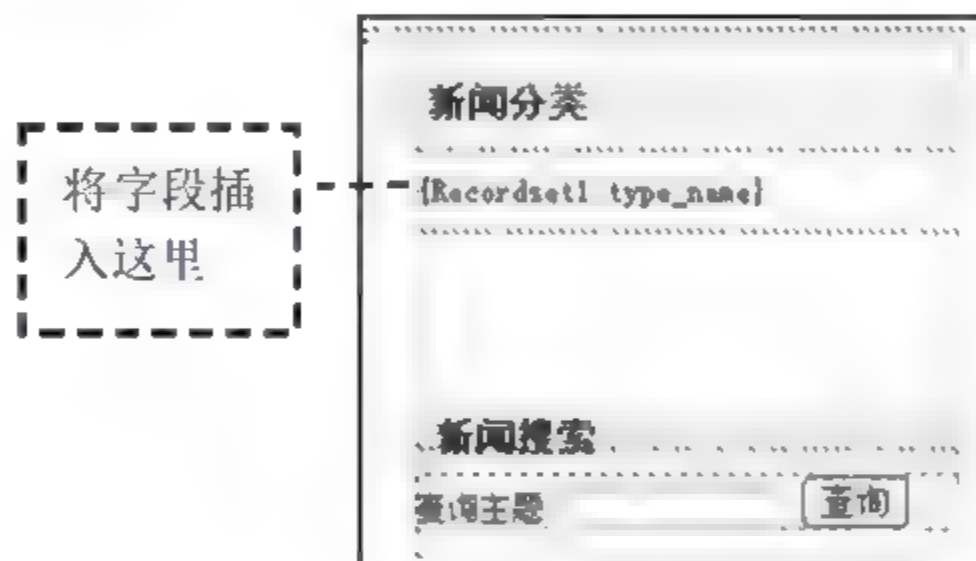 新闻分类
将字段插
入这里
{Recordset1 type_name}
新闻搜索
查询主题
查询